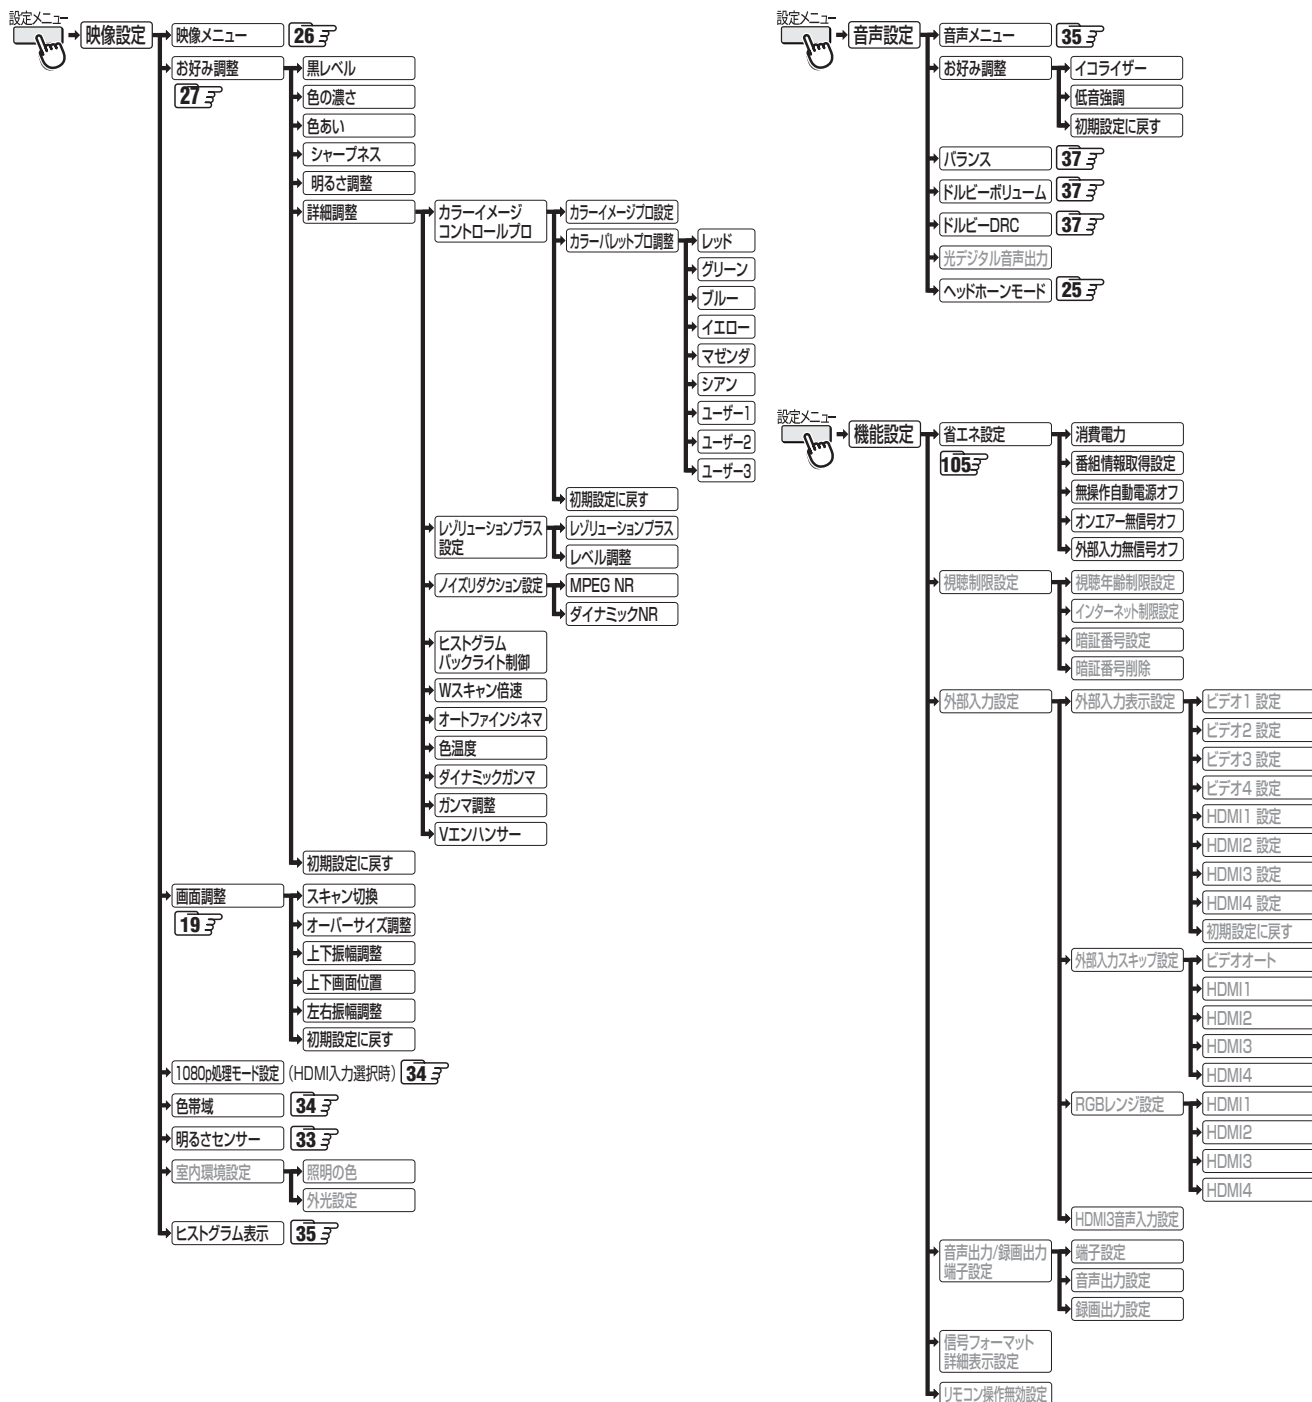 設定メニュー
映像設定
映像メニュー 26
お好み調整
27
黒レベル
色の濃さ
色あい
シャープネス
明るさ調整
詳細調整
カラーイメージ
コントロールプロ
カラーイメージプロ設定
カラーパレットプロ調整
レッド
グリーン
ブルー
イエロー
マゼンダ
シアン
ユーザー1
ユーザー2
ユーザー3
初期設定に戻す
レゾリューションプラス
設定
レゾリューションプラス
レベル調整
ノイズリダクション設定
MPEG NR
ダイナミックNR
ヒストグラム
バックライト制御
Wスキャン倍速
オートファインシネマ
色温度
ダイナミックガンマ
ガンマ調整
Vエンハンサー
初期設定に戻す
画面調整
19
スキャン切換
オーバーサイズ調整
上下振幅調整
上下画面位置
左右振幅調整
初期設定に戻す
1080p処理モード設定 (HDMI入力選択時) 34
色帯域 34
明るさセンサー 33
室内環境設定
照明の色
外光設定
ヒストグラム表示 35
設定メニュー
音声設定
音声メニュー 35
お好み調整
イコライザー
低音強調
初期設定に戻す
バランス 37
ドルビーボリューム 37
ドルビーDRC 37
光デジタル音声出力
ヘッドホーンモード 25
設定メニュー
機能設定
省エネ設定
105
消費電力
番組情報取得設定
無操作自動電源オフ
オンエアー無信号オフ
外部入力無信号オフ
視聴制限設定
視聴年齢制限設定
インターネット制限設定
暗証番号設定
暗証番号削除
外部入力設定
外部入力表示設定
ビデオ1 設定
ビデオ2 設定
ビデオ3 設定
ビデオ4 設定
HDMI1 設定
HDMI2 設定
HDMI3 設定
HDMI4 設定
初期設定に戻す
外部入力スキップ設定
ビデオオート
HDMI1
HDMI2
HDMI3
HDMI4
RGBレンジ設定
HDMI1
HDMI2
HDMI3
HDMI4
HDMI3音声入力設定
音声出力/録画出力
端子設定
端子設定
音声出力設定
録画出力設定
信号フォーマット
詳細表示設定
リモコン操作無効設定